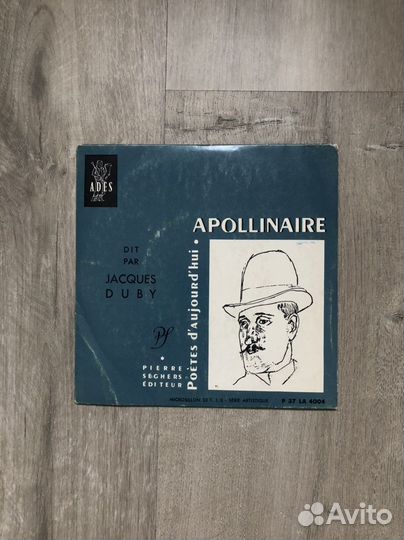 ADES
APOLLINAIRE
DIT
PAR
JACQUES
DUBY
Poètes d'aujourd'hui •
PS
*
PIERRE-
SEGHERS-
ÉDITEUR
MICROSILLON 33 T. 1/3 - SÉRIE ARTISTIQUE
P 37 LA 4004
Avito